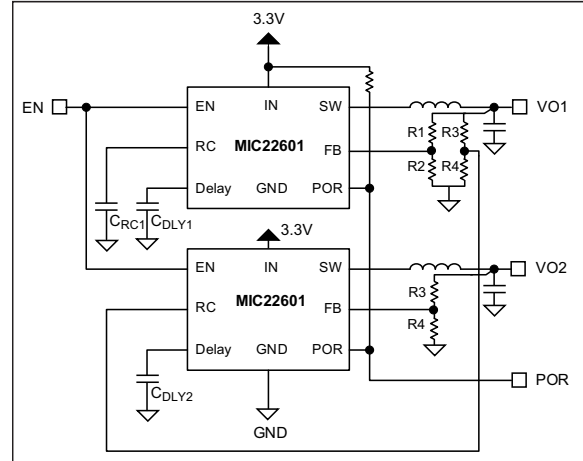 3.3V
EN
EN IN SW
VO1
RC MIC22601 FB
R1 R3
R2 R4
Delay GND POR
CRC1 CDLY1
3.3V
EN IN SW
VO2
RC MIC22601 FB
R3
R4
Delay GND POR
POR
CDLY2
GND